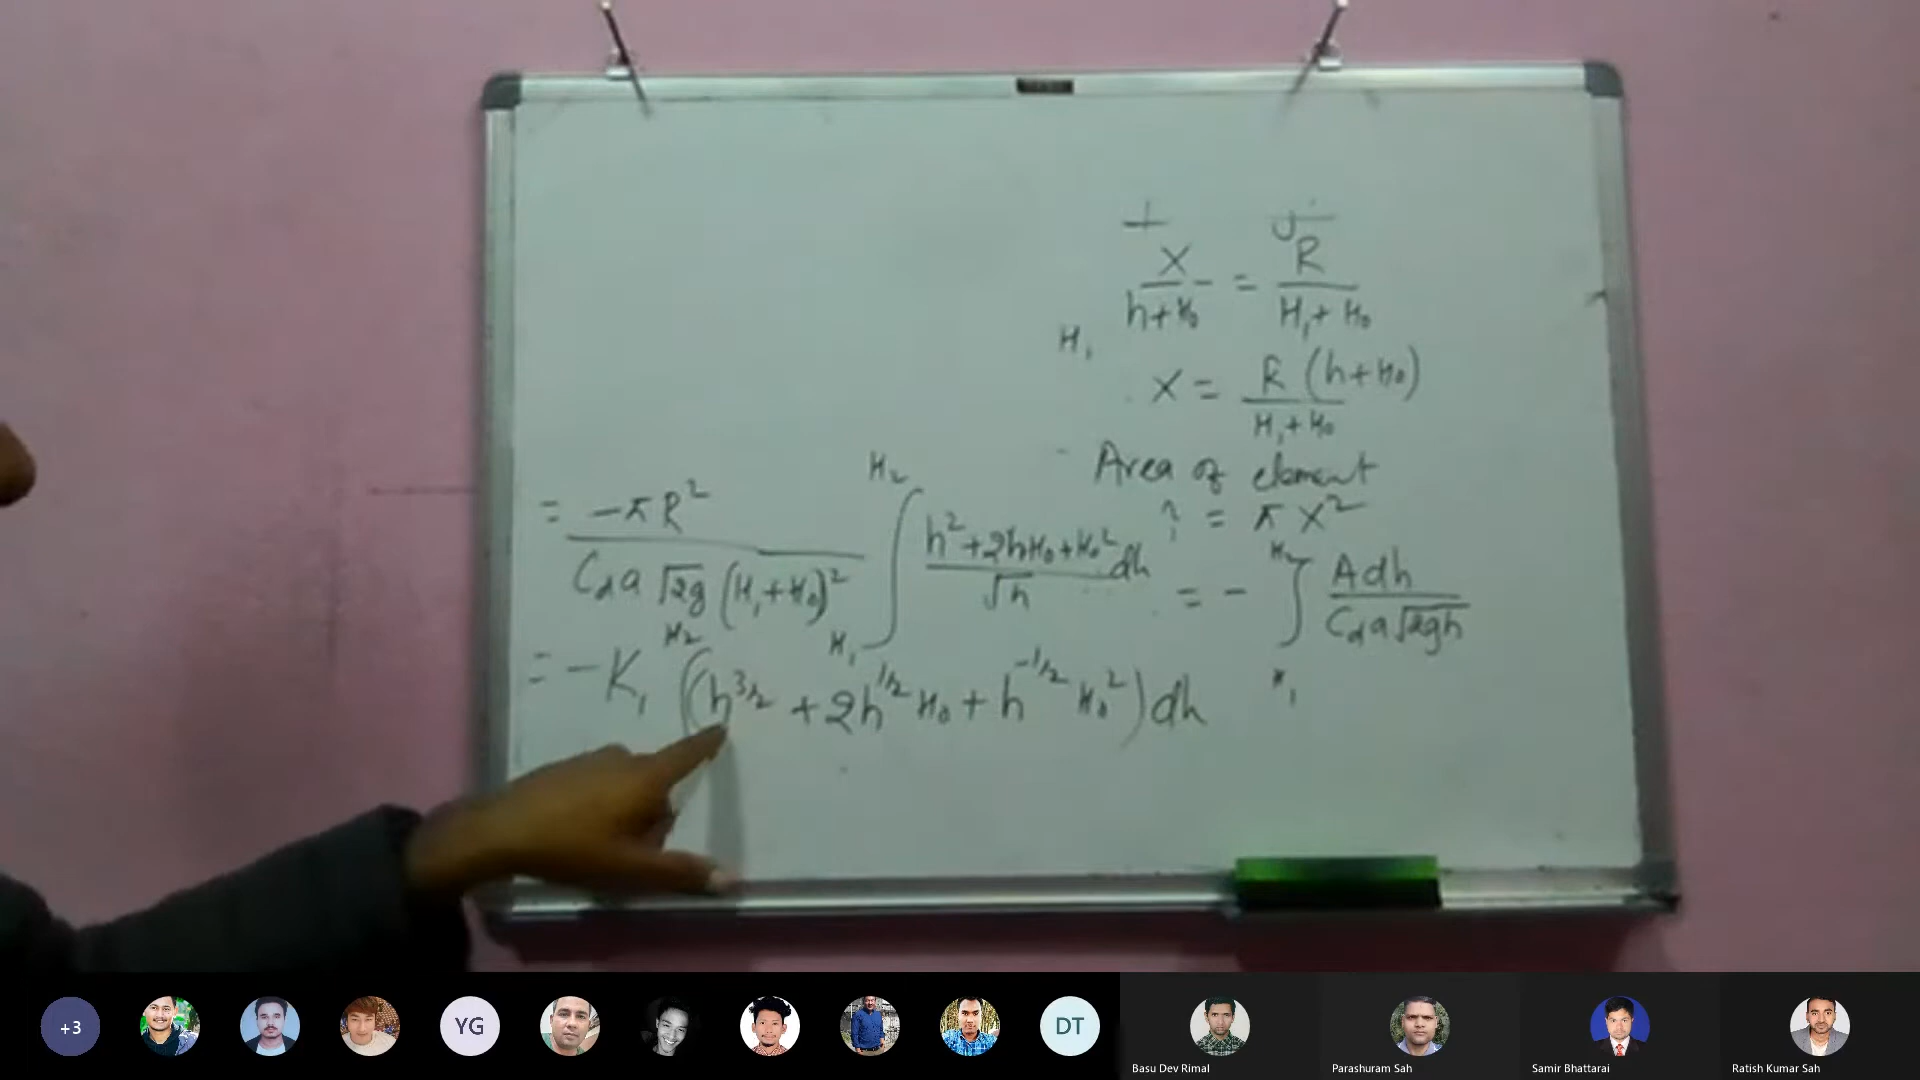 X/(h+H₀) = R/(H₁+H₀)
H₁
X = R(h+H₀)/(H₁+H₀)
Area of element
= πX²
= - ∫_{H₁}^{H₂} Adh/(C_d a√2gh)
= -πR²/(C_d a √2g (H₁+H₀)²) ∫_{H₁}^{H₂} (h²+2hH₀+H₀²)/√h dh
= -K₁ ∫^{H₂} (h^{3/2} + 2h^{1/2} H₀ + h^{-1/2} H₀²) dh
+3
YG
DT
Basu Dev Rimal
Parashuram Sah
Samir Bhattarai
Ratish Kumar Sah